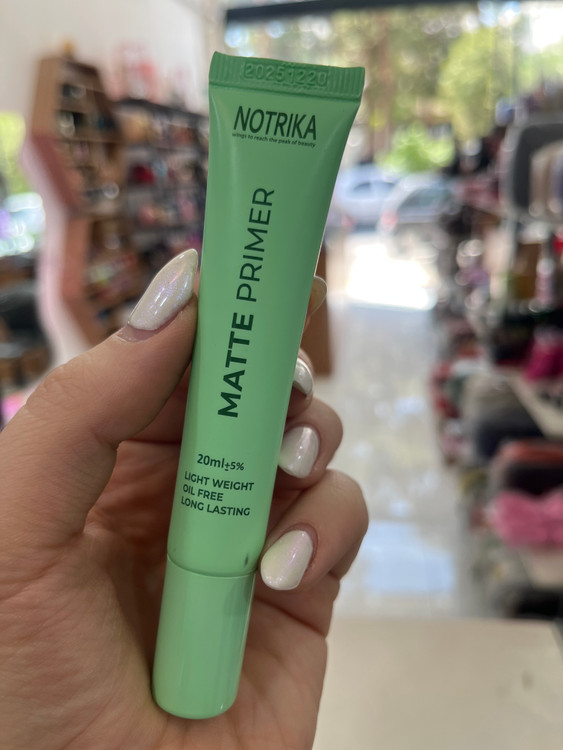 20251220
NOTRIKA
wings to reach the peak of beauty
MATTE PRIMER
20ml±5%
LIGHT WEIGHT
OIL FREE
LONG LASTING